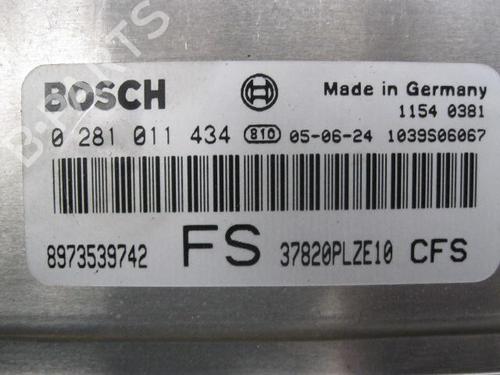 BOSCH
Made in Germany
1154 0381
0 281 011 434 810 05-06-24 1039S06067
8973539742 FS 37820PLZE10 CFS
B-PARTS